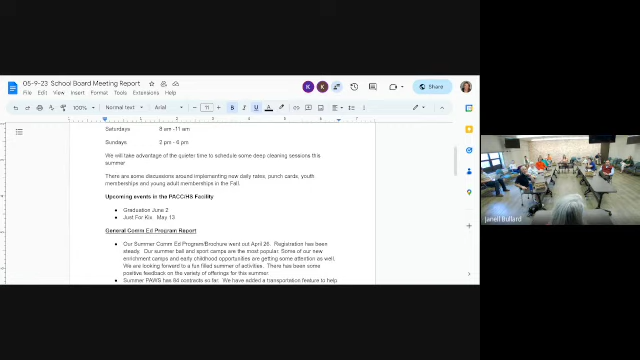 05-9-23 School Board Meeting Report
File Edit View Insert Format Tools Extensions Help
K K
Share
100% Normal text Arial 11 B I U A
Saturdays 8 am -11 am
Sundays 2 pm - 6 pm
We will take advantage of the quieter time to schedule some deep cleaning sessions this
summer
There are some discussions around implementing new daily rates, punch cards, youth
memberships and young adult memberships in the Fall.
Upcoming events in the PACC/HS Facility
Graduation June 2
Just For Kix May 13
General Comm Ed Program Report
Our Summer Comm Ed Program/Brochure went out April 26. Registration has been
steady. Our summer ball and sport camps are the most popular. Some of our new
enrichment camps and early childhood opportunities are getting some attention as well.
We are looking forward to a fun filled summer of activities. There has been some
positive feedback on the variety of offerings for this summer.
Summer PAWS has 84 contracts so far. We have added a transportation feature to help
Janell Bullard